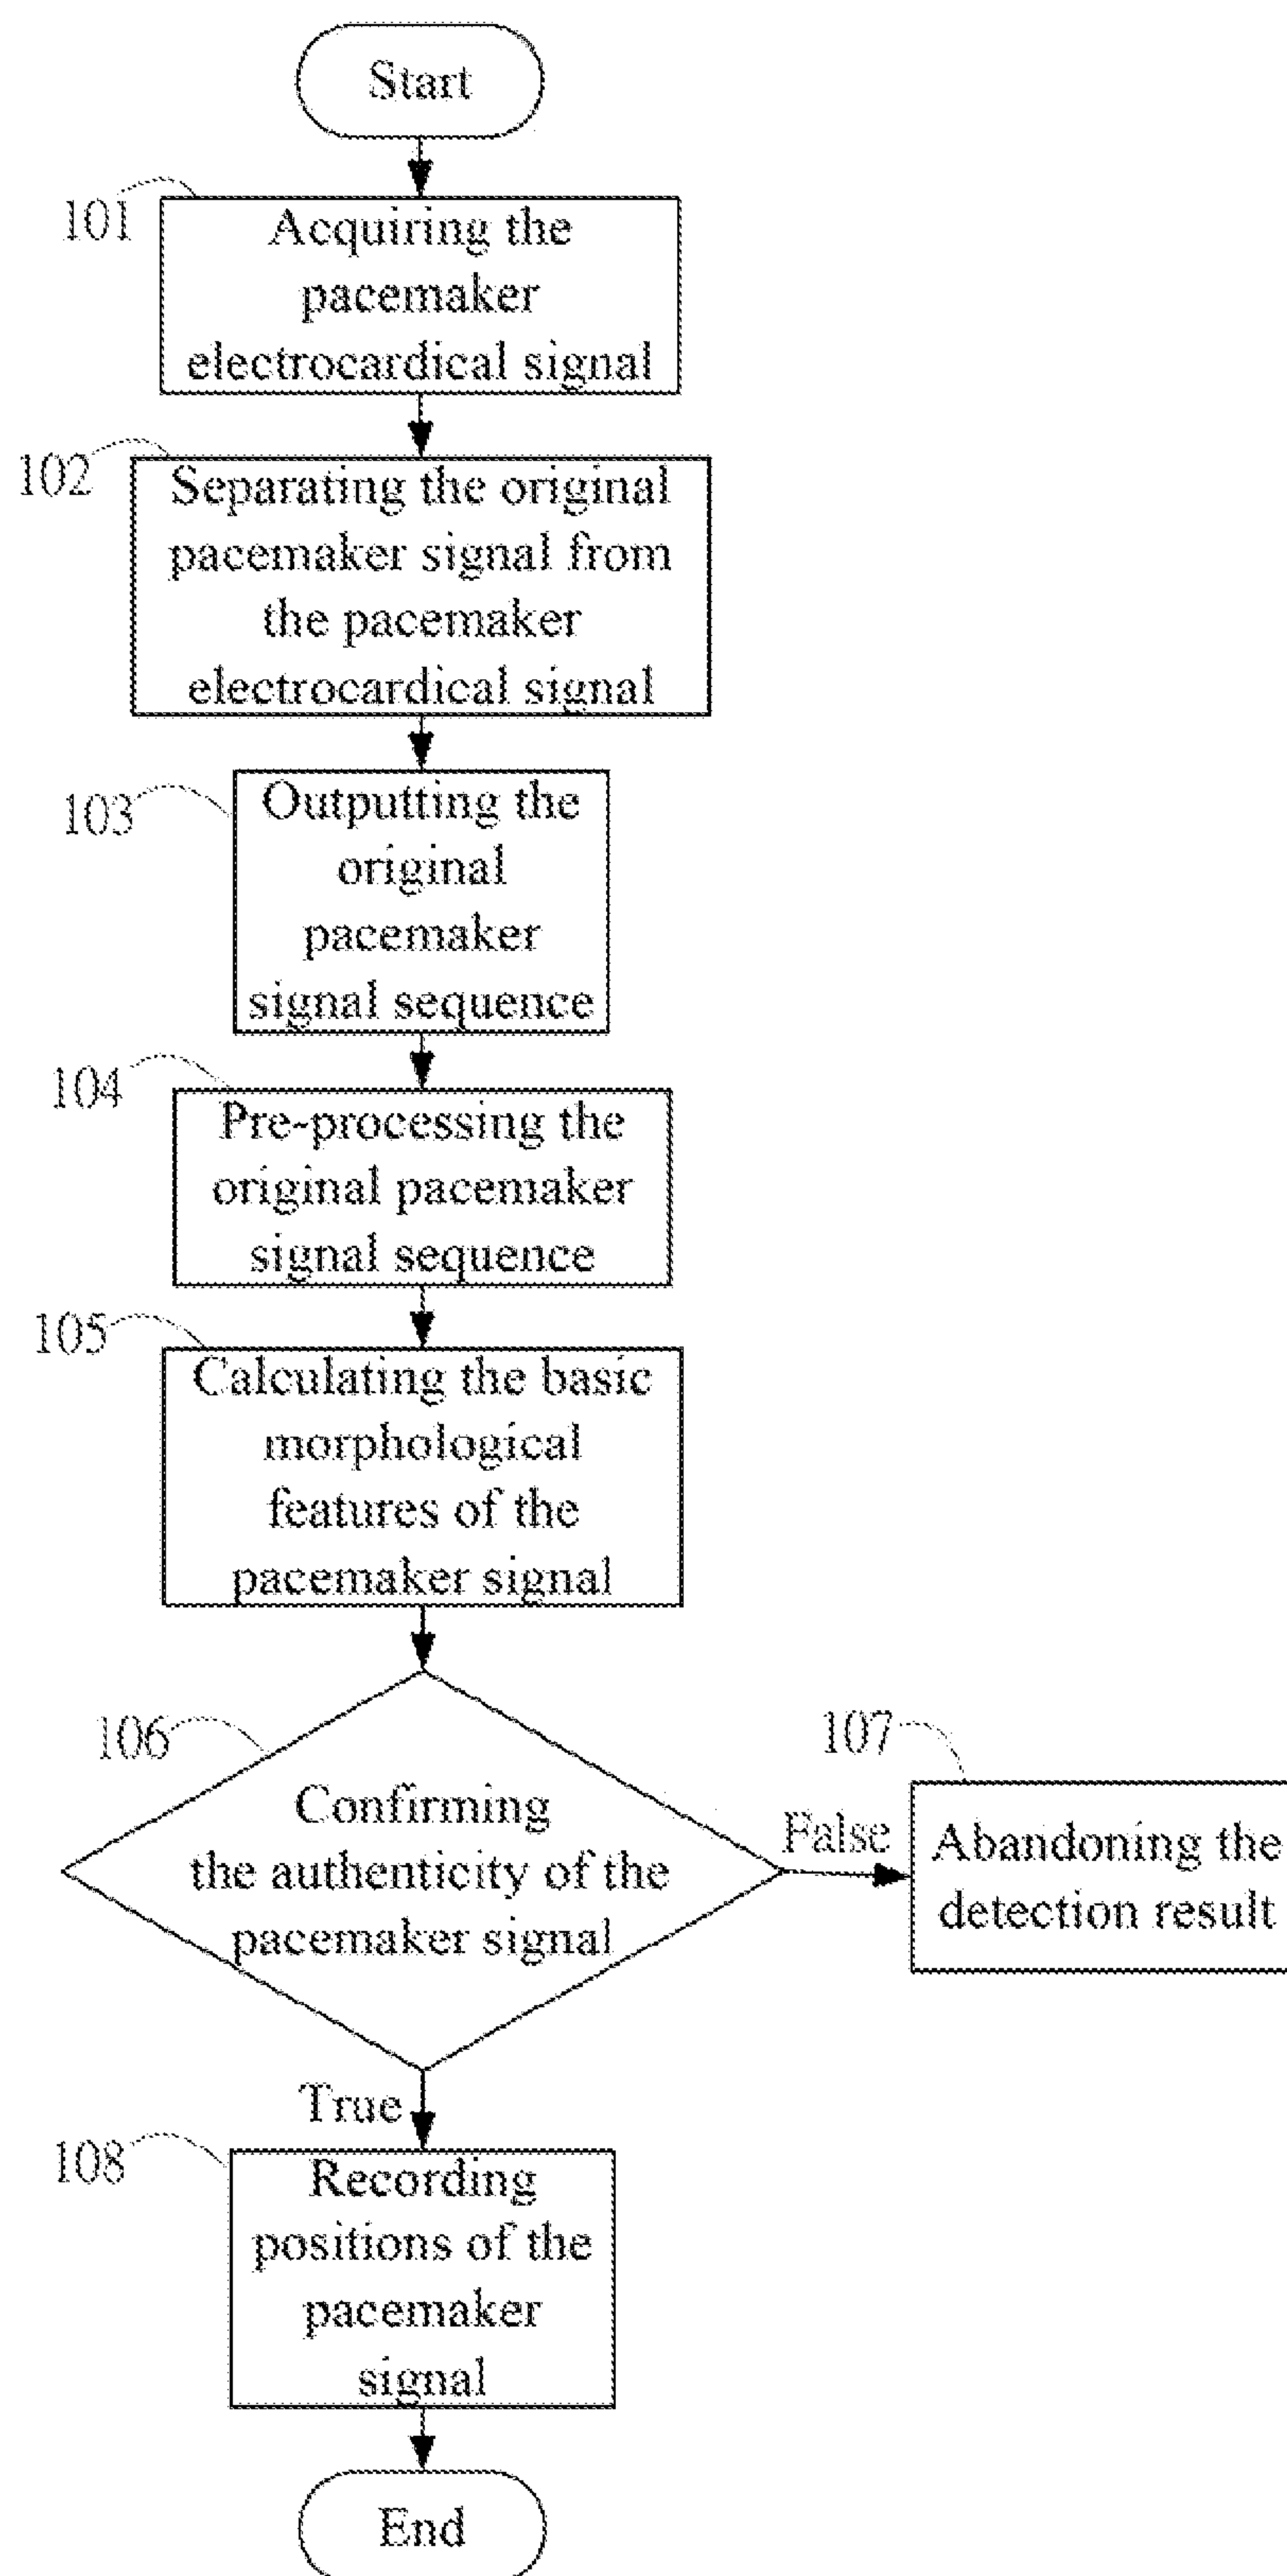 Start
101
Acquiring the
pacemaker
electrocardical signal
102
Separating the original
pacemaker signal from
the pacemaker
electrocardical signal
103
Outputting the
original
pacemaker
signal sequence
104
Pre-processing the
original pacemaker
signal sequence
105
Calculating the basic
morphological
features of the
pacemaker signal
106
Confirming
the authenticity of the
pacemaker signal
False
107
Abandoning the
detection result
True
108
Recording
positions of the
pacemaker
signal
End